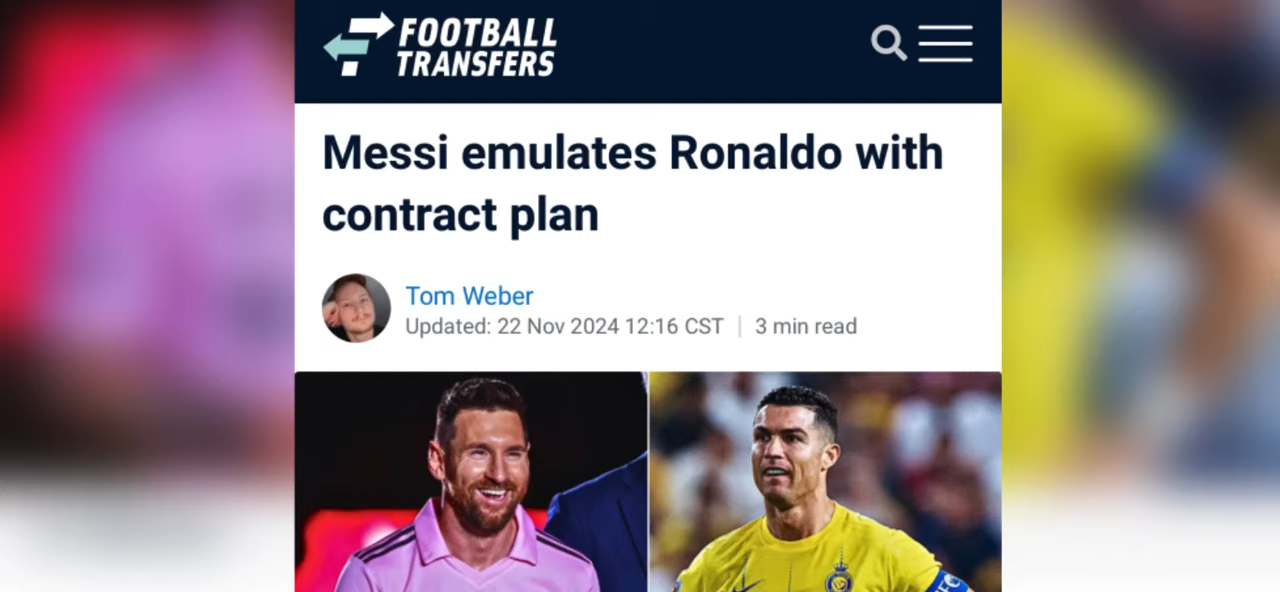 FOOTBALL
TRANSFERS
Messi emulates Ronaldo with
contract plan
Tom Weber
Updated: 22 Nov 2024 12:16 CST | 3 min read